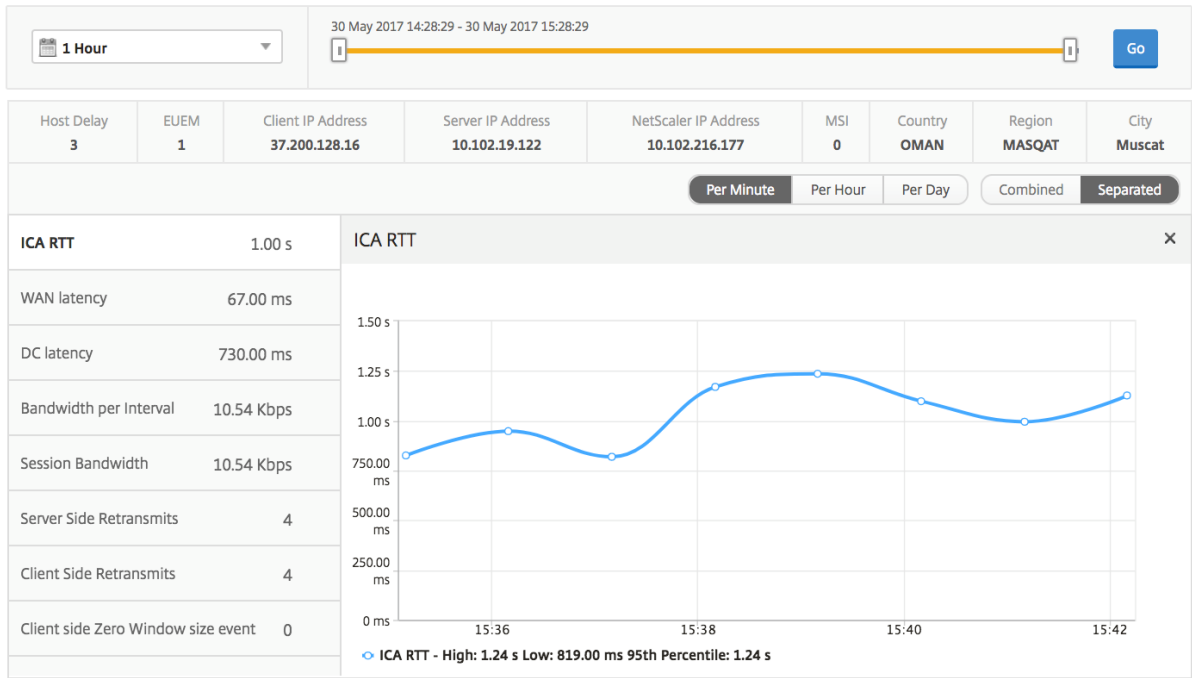 30 May 2017 14:28:29 - 30 May 2017 15:28:29
1 Hour
Go
Host Delay EUEM Client IP Address Server IP Address NetScaler IP Address MSI Country Region City
3 1 37.200.128.16 10.102.19.122 10.102.216.177 0 OMAN MASQAT Muscat
Per Minute Per Hour Per Day Combined Separated
ICA RTT 1.00 s
WAN latency 67.00 ms
DC latency 730.00 ms
Bandwidth per Interval 10.54 Kbps
Session Bandwidth 10.54 Kbps
Server Side Retransmits 4
Client Side Retransmits 4
Client side Zero Window size event 0
ICA RTT ×
1.50 s
1.25 s
1.00 s
750.00
ms
500.00
ms
250.00
ms
0 ms
15:36 15:38 15:40 15:42
ICA RTT - High: 1.24 s Low: 819.00 ms 95th Percentile: 1.24 s